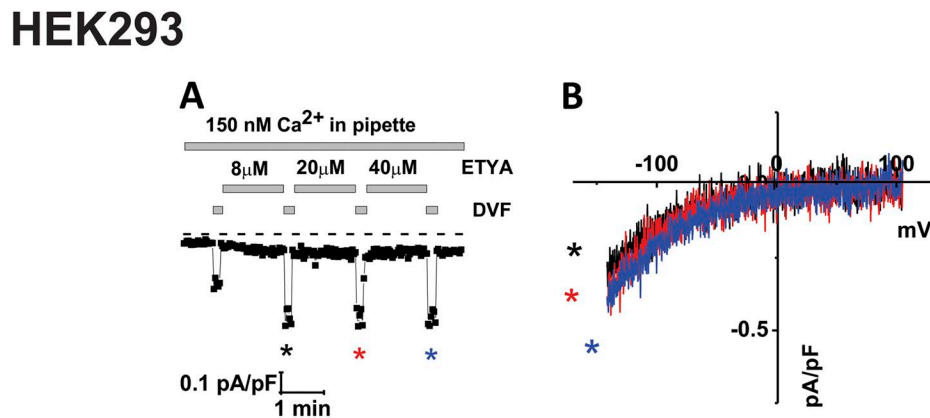 HEK293
A
150 nM Ca2+ in pipette
8μM 20μM 40μM ETYA
DVF
* * *
0.1 pA/pF
1 min
B
-100 0 100
mV
*
*
*
-0.5
pA/pF